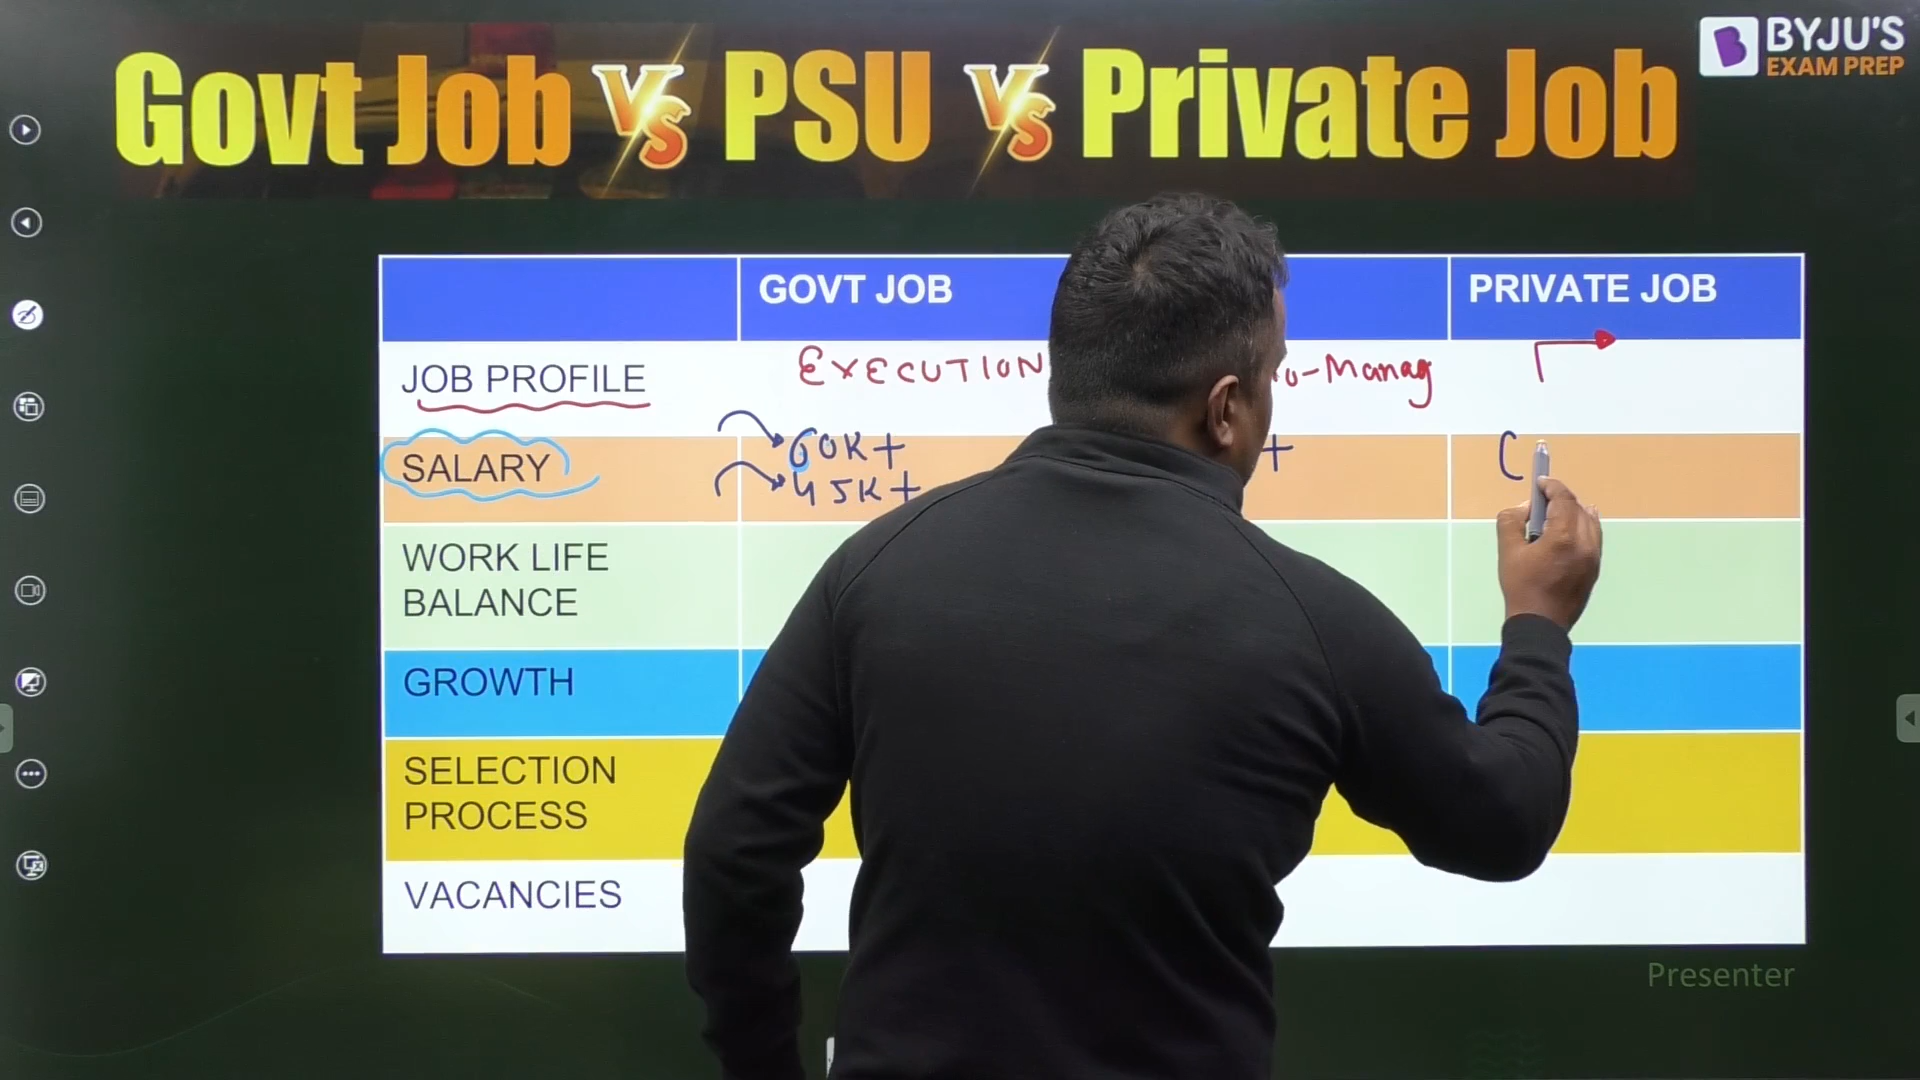 Govt Job VS PSU VS Private Job
BYJU'S
EXAM PREP
GOVT JOB
PRIVATE JOB
JOB PROFILE
EXECUTION
-Manag
SALARY
60K+
45K+
+
WORK LIFE
BALANCE
GROWTH
SELECTION
PROCESS
VACANCIES
Presenter